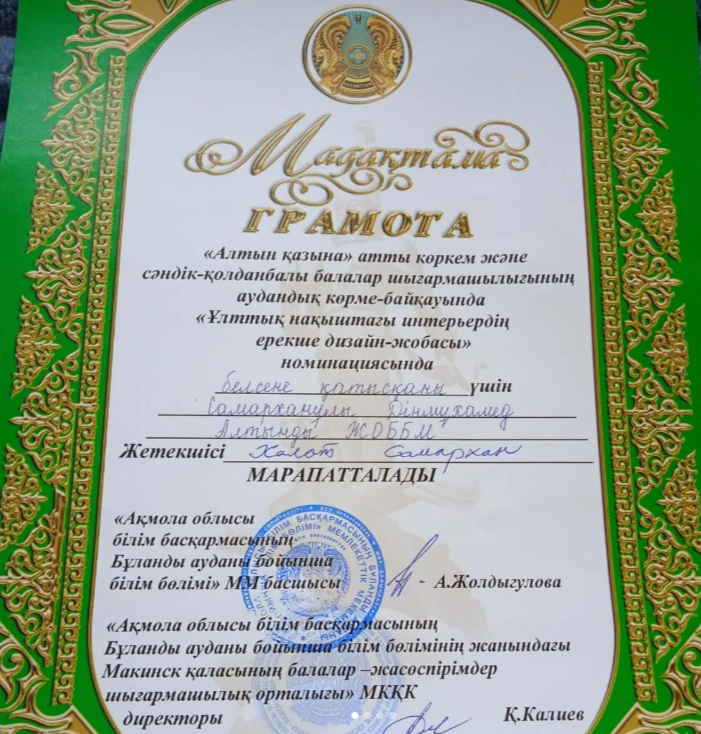 Мадақтама
ГРАМОТА
«Алтын қазына» атты көркем және
сәндік-қолданбалы балалар шығармашылығының
аудандық көрме-байқауында
«Ұлттық нақыштағы интерьердің
ерекше дизайн-жобасы»
номинациясында
белсене қатысқаны үшін
Самарханұлы Дінмұхамед
Алтынды ЖОББМ
Жетекшісі Халот Самархан
МАРАПАТТАЛАДЫ
«Ақмола облысы
білім басқармасының
Бұланды ауданы бойынша
білім бөлімі» ММ басшысы А.Жолдыгулова
«Ақмола облысы білім басқармасының
Бұланды ауданы бойынша білім бөлімінің жанындағы
Макинск қаласының балалар –жасөспірімдер
шығармашылық орталығы» МКҚК
директоры Қ.Калиев